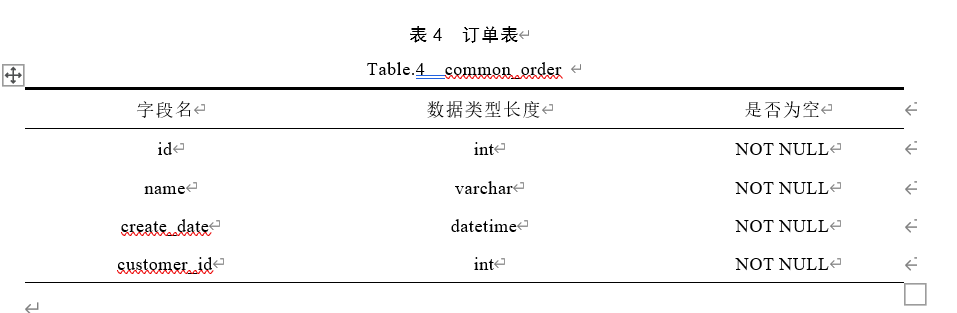 表 4 订单表
Table.4 common_order
字段名 数据类型长度 是否为空
id int NOT NULL
name varchar NOT NULL
create_date datetime NOT NULL
customer_id int NOT NULL